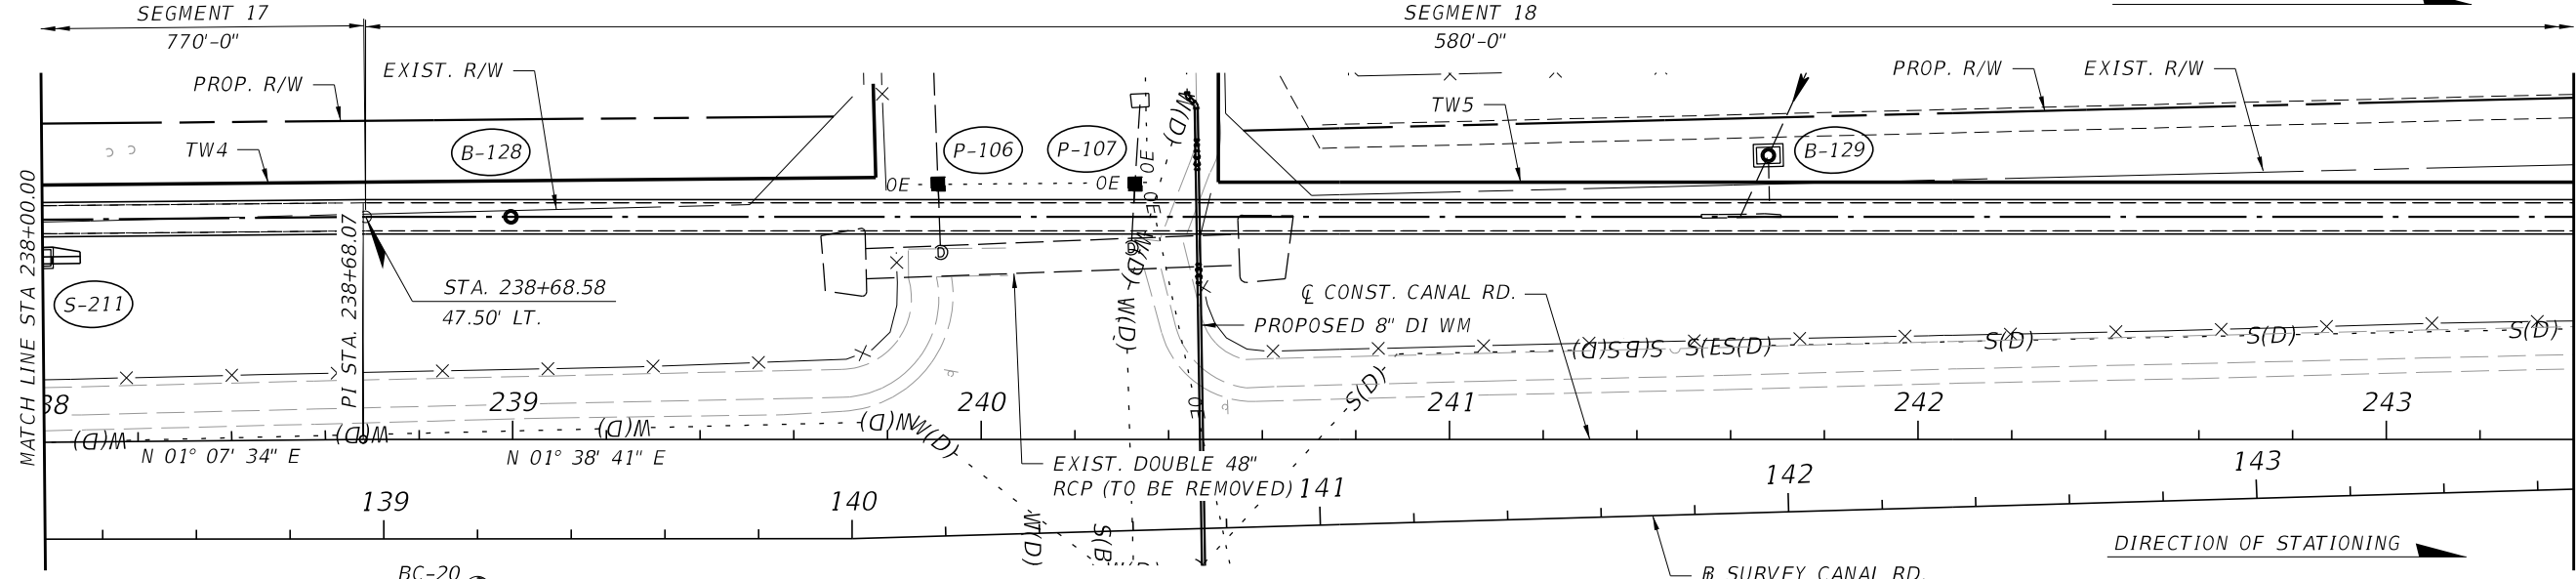 SEGMENT 17
770'-0"
SEGMENT 18
580'-0"
PROP. R/W
EXIST. R/W
PROP. R/W
EXIST. R/W
TW4
B-128
P-106
P-107
TW5
B-129
OE
OE
OE
OE
W(D)
W(D)
W(D)
D
MATCH LINE STA 238+00.00
S-211
PI STA. 238+68.07
STA. 238+68.58
47.50' LT.
℄ CONST. CANAL RD.
PROPOSED 8" DI WM
S(D)
S(B
S(E
S(D)
S(D)
S(D)
S(D)
S(D)
38
239
240
241
242
243
OE
W(D)
W(D)
W(D)
W(D)
W(D)
N 01° 07' 34" E
N 01° 38' 41" E
EXIST. DOUBLE 48"
RCP (TO BE REMOVED)
139
140
141
142
143
W(D)
S(B
DIRECTION OF STATIONING
BC-20
B SURVEY CANAL RD.